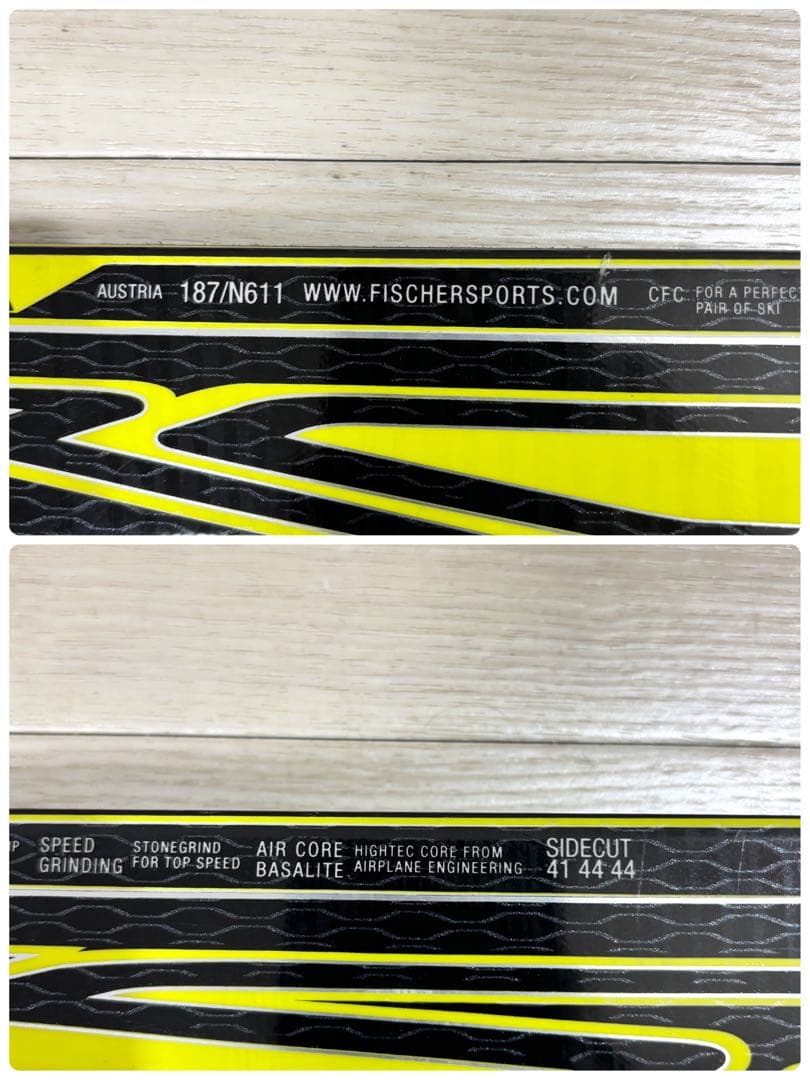 AUSTRIA 187/N611 WWW.FISCHERSPORTS.COM CFC FOR A PERFECT
PAIR OF SKI
SPEED
GRINDING
STONEGRIND
FOR TOP SPEED
AIR CORE
BASALITE
HIGHTEC CORE FROM
AIRPLANE ENGINEERING
SIDECUT
41 44 44